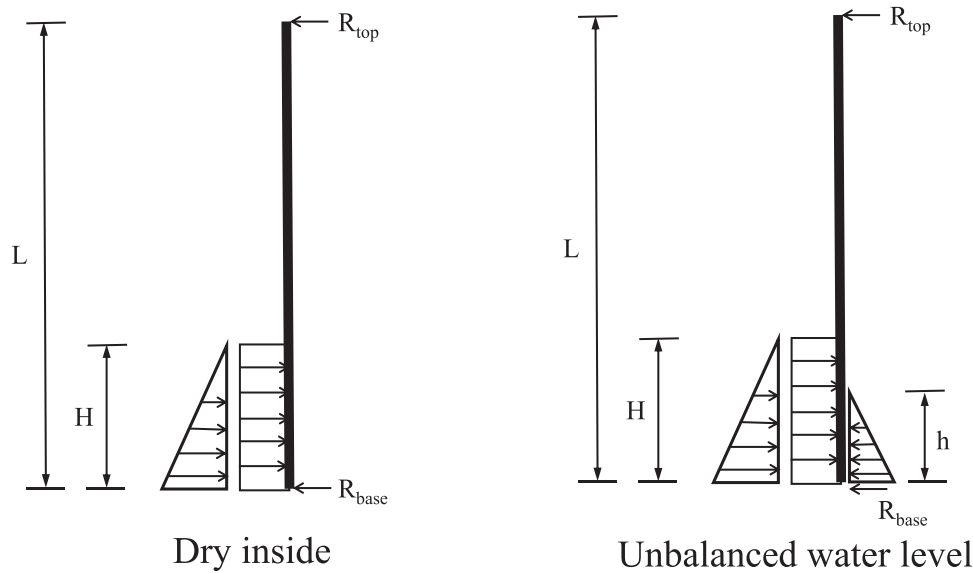 R_top
L
H
R_base
Dry inside
R_top
L
H
h
R_base
Unbalanced water level